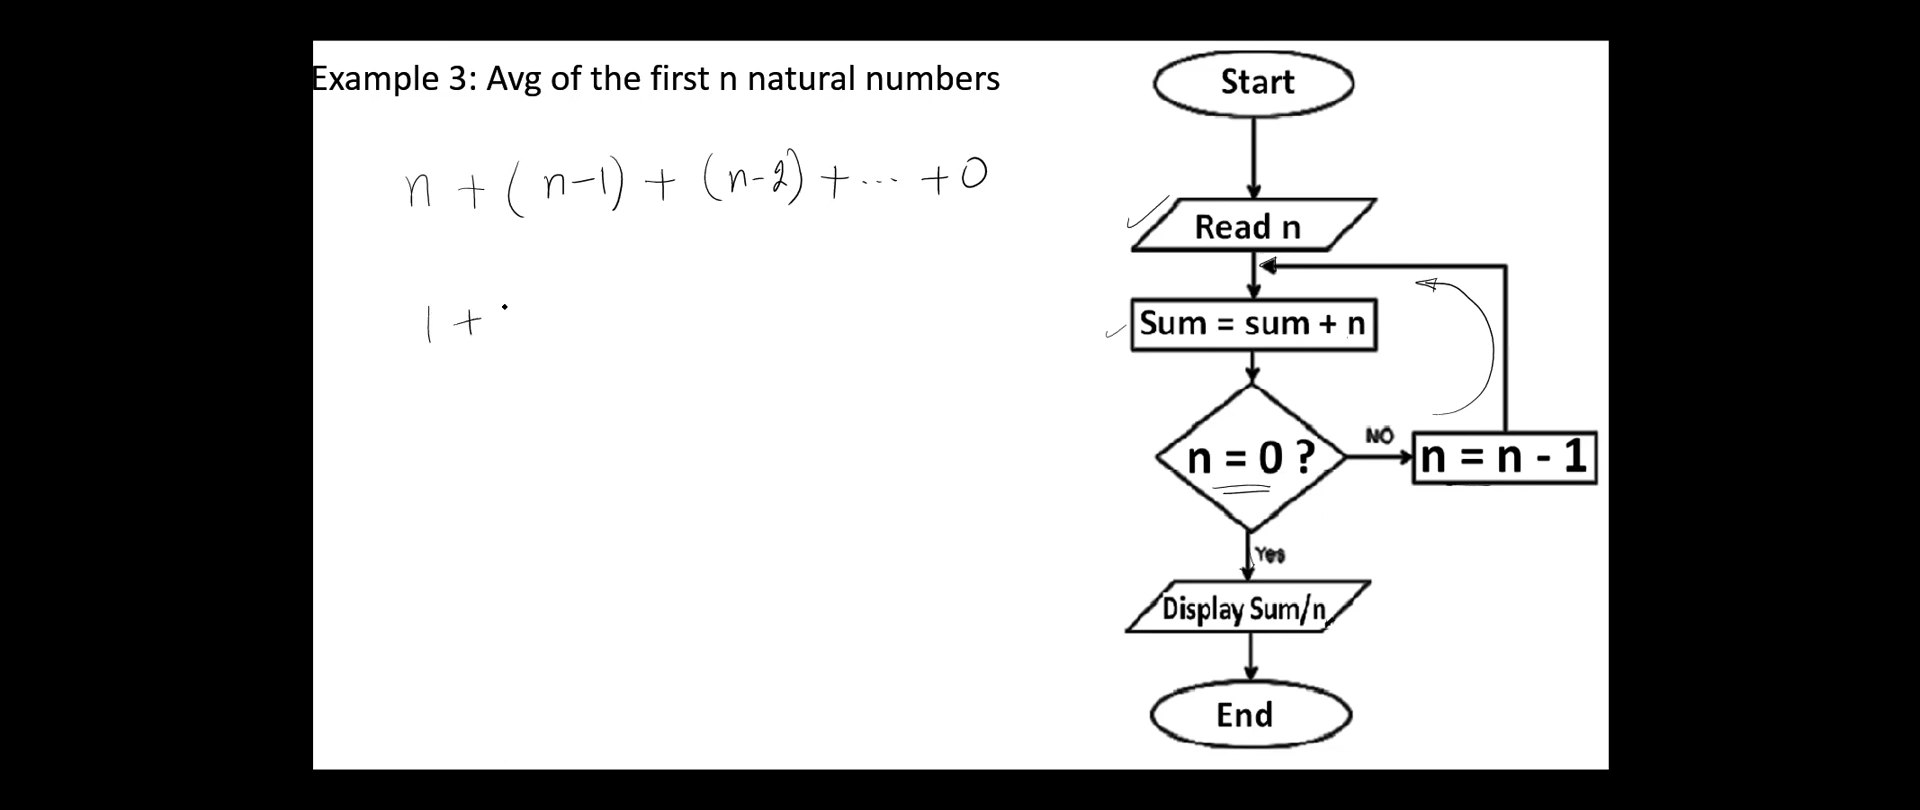 Example 3: Avg of the first n natural numbers
n + (n-1) + (n-2) + ... + 0
1 +
Start
Read n
Sum = sum + n
n = 0 ?
NO
n = n - 1
Yes
Display Sum/n
End